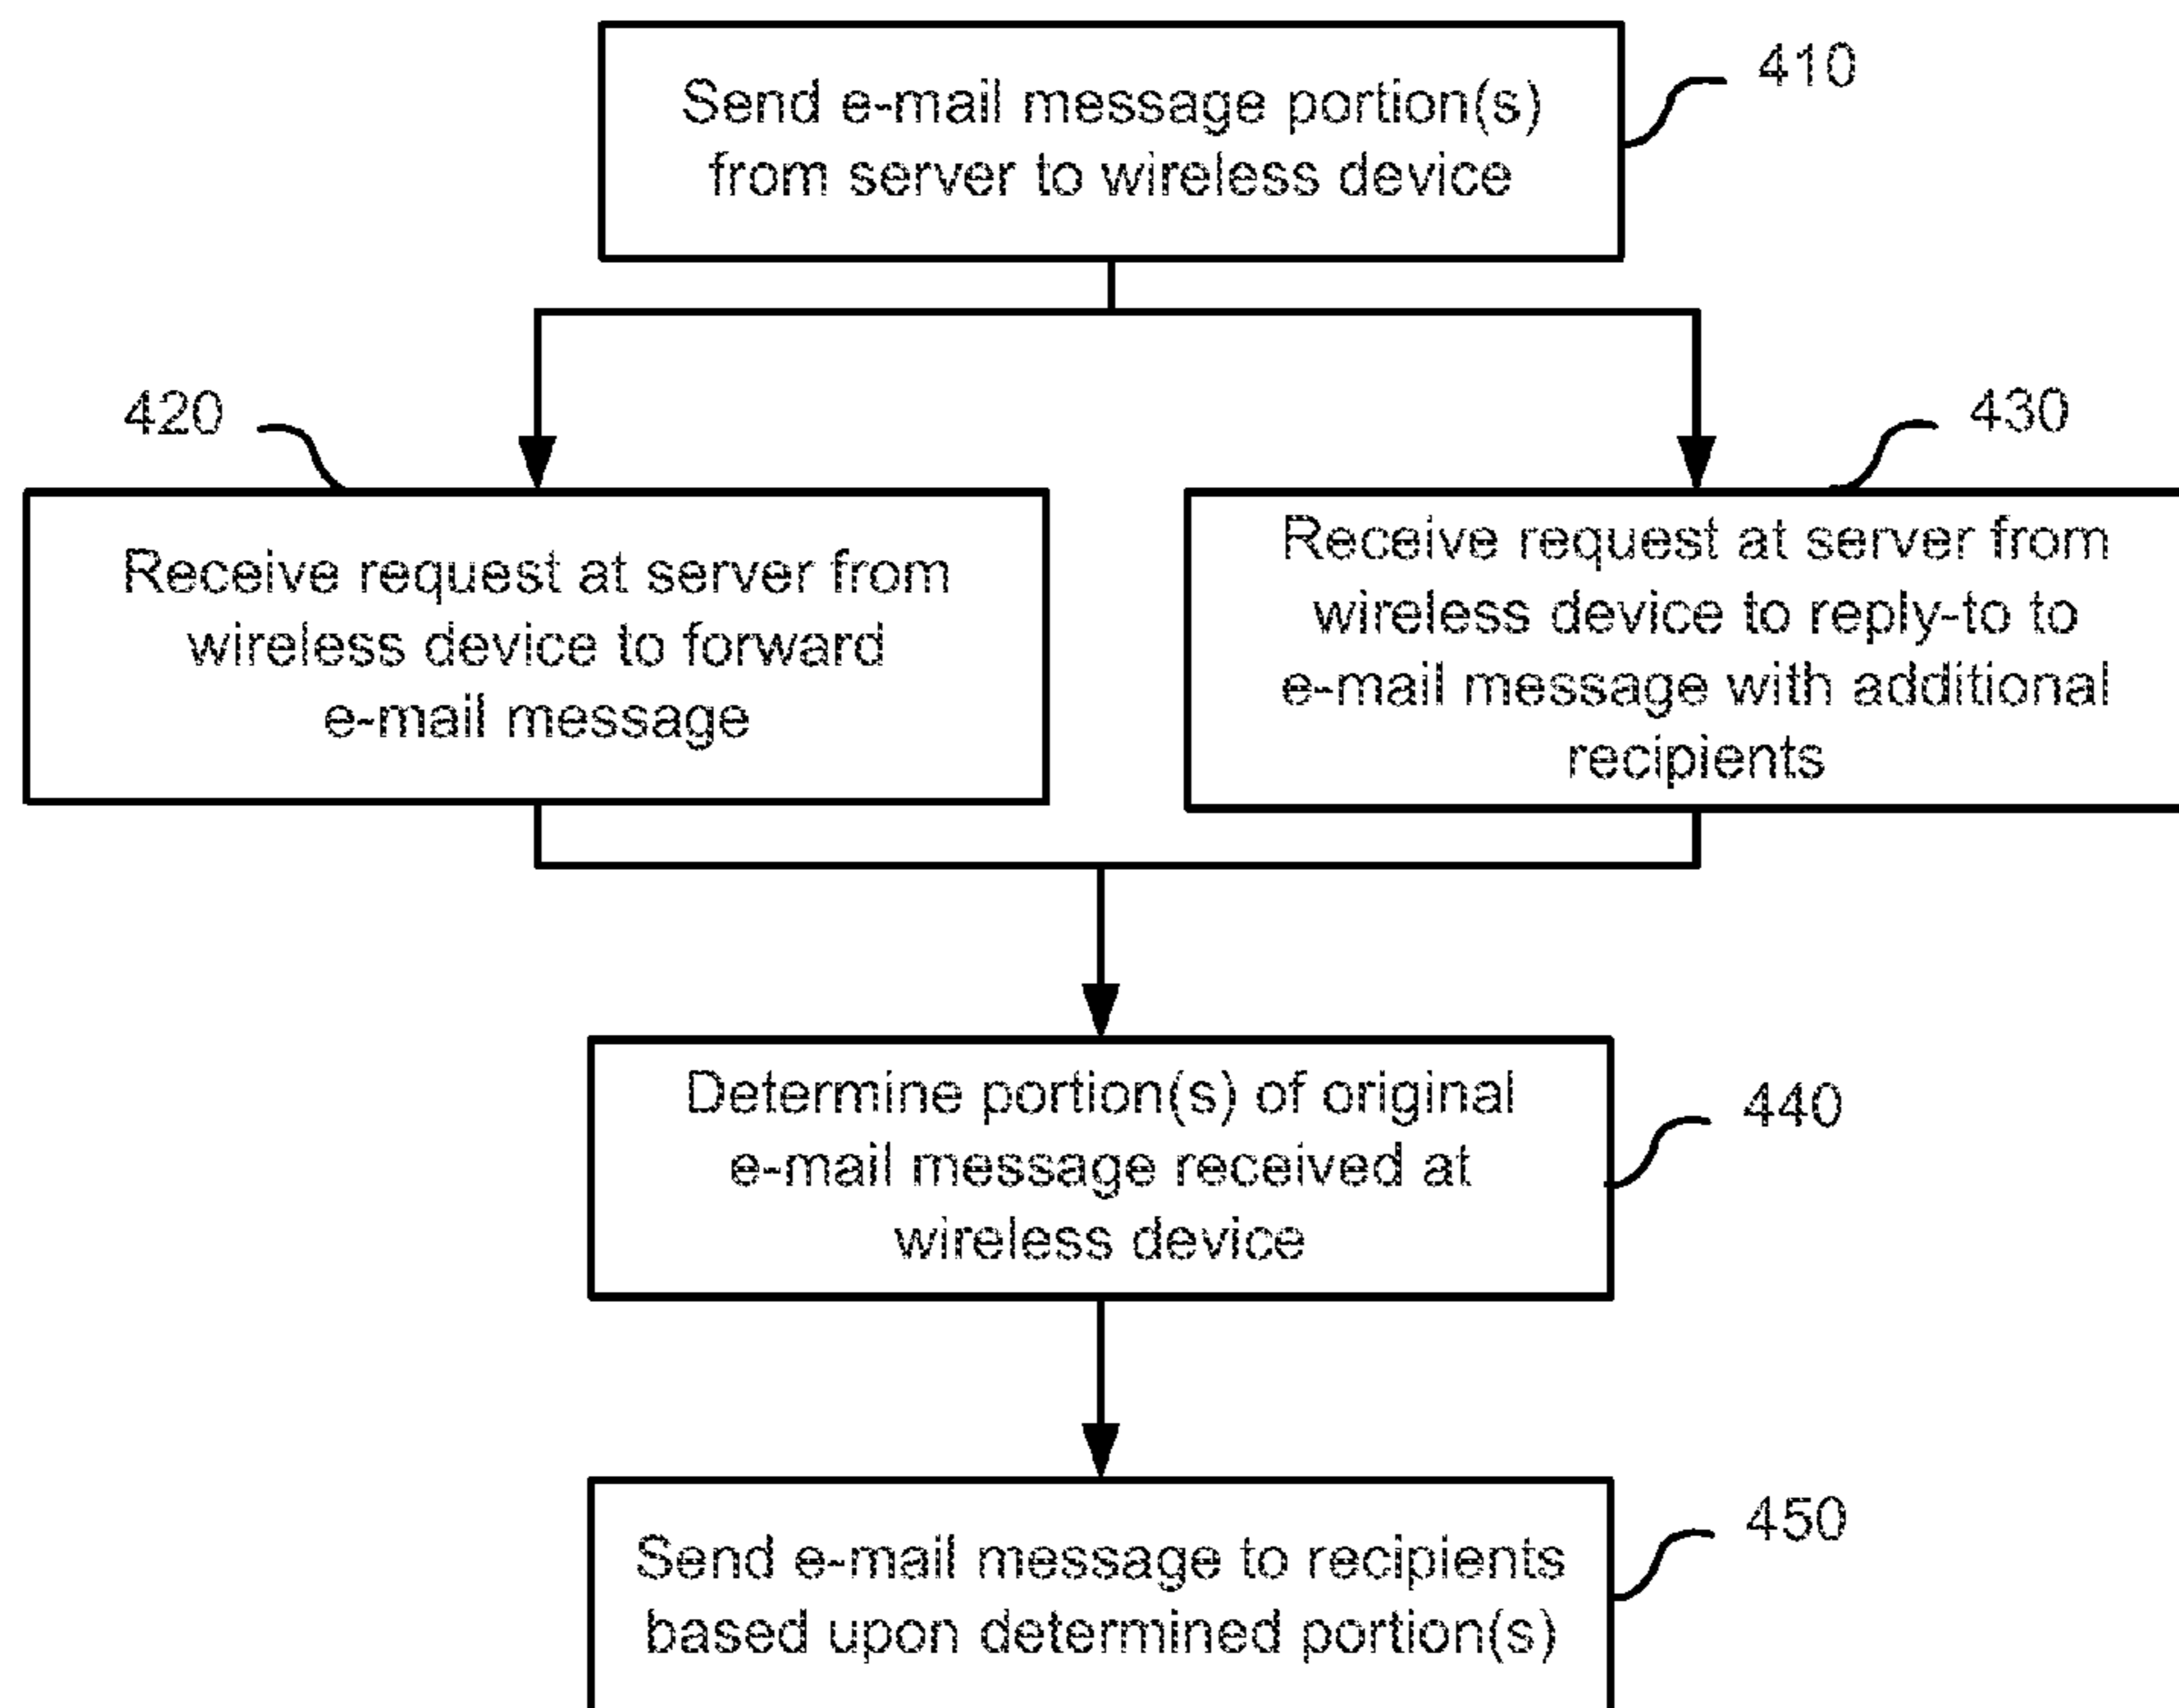 410
Send e-mail message portion(s)
from server to wireless device
420
430
Receive request at server from
wireless device to forward
e-mail message
Receive request at server from
wireless device to reply-to to
e-mail message with additional
recipients
Determine portion(s) of original
e-mail message received at
wireless device
440
Send e-mail message to recipients
based upon determined portion(s)
450